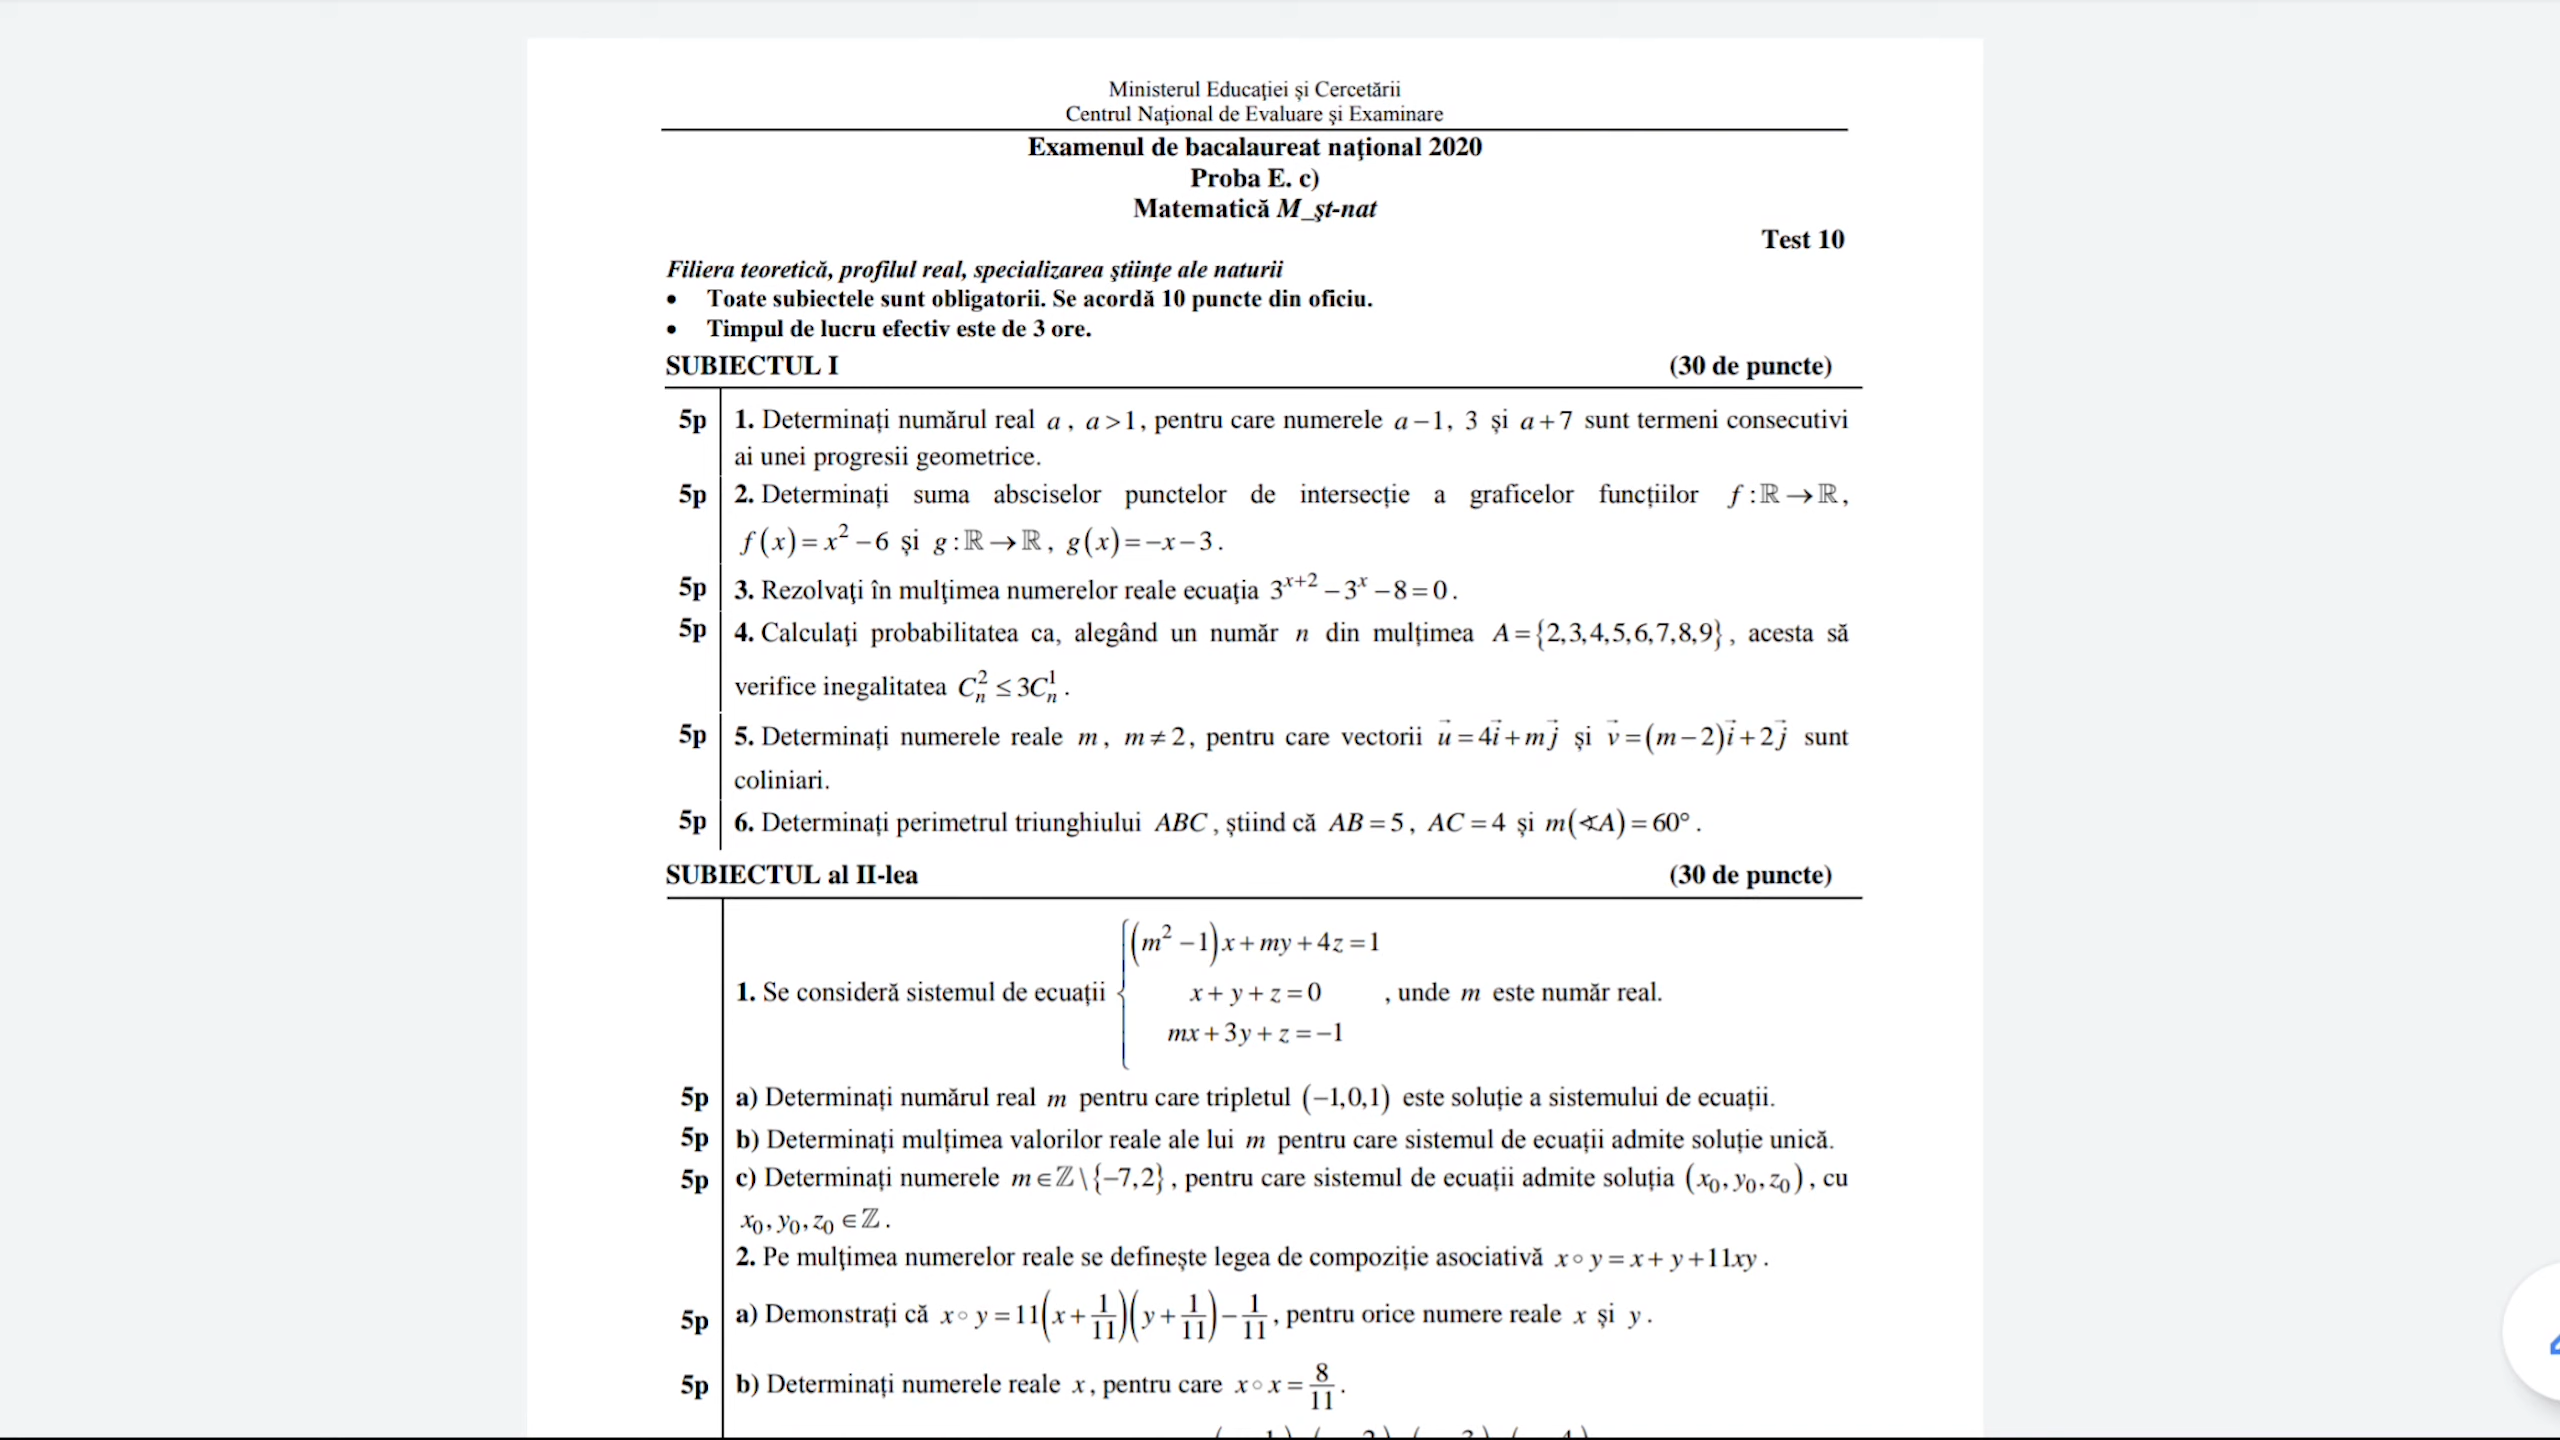 Ministerul Educaţiei şi Cercetării
Centrul Naţional de Evaluare şi Examinare
Examenul de bacalaureat naţional 2020
Proba E. c)
Matematică M_şt-nat
Test 10
Filiera teoretică, profilul real, specializarea ştiinţe ale naturii
• Toate subiectele sunt obligatorii. Se acordă 10 puncte din oficiu.
• Timpul de lucru efectiv este de 3 ore.
SUBIECTUL I (30 de puncte)
5p 1. Determinați numărul real a , a > 1, pentru care numerele a − 1, 3 și a + 7 sunt termeni consecutivi
ai unei progresii geometrice.
5p 2. Determinați suma absciselor punctelor de intersecție a graficelor funcțiilor f : ℝ → ℝ,
f(x) = x² − 6 și g : ℝ → ℝ, g(x) = −x − 3.
5p 3. Rezolvaţi în mulţimea numerelor reale ecuaţia 3^{x+2} − 3^x − 8 = 0.
5p 4. Calculaţi probabilitatea ca, alegând un număr n din mulțimea A = {2,3,4,5,6,7,8,9}, acesta să
verifice inegalitatea C_n^2 ≤ 3C_n^1.
5p 5. Determinați numerele reale m, m ≠ 2, pentru care vectorii u⃗ = 4i⃗ + mj⃗ și v⃗ = (m − 2)i⃗ + 2j⃗ sunt
coliniari.
5p 6. Determinați perimetrul triunghiului ABC, știind că AB = 5, AC = 4 și m(∢A) = 60°.
SUBIECTUL al II-lea (30 de puncte)
(m² − 1)x + my + 4z = 1
1. Se consideră sistemul de ecuații { x + y + z = 0 , unde m este număr real.
mx + 3y + z = −1
5p a) Determinați numărul real m pentru care tripletul (−1,0,1) este soluție a sistemului de ecuații.
5p b) Determinați mulțimea valorilor reale ale lui m pentru care sistemul de ecuații admite soluție unică.
5p c) Determinați numerele m ∈ ℤ \ {−7,2}, pentru care sistemul de ecuații admite soluția (x₀, y₀, z₀), cu
x₀, y₀, z₀ ∈ ℤ.
2. Pe mulţimea numerelor reale se definește legea de compoziție asociativă x ∘ y = x + y + 11xy.
5p a) Demonstrați că x ∘ y = 11(x + 1/11)(y + 1/11) − 1/11, pentru orice numere reale x și y.
5p b) Determinați numerele reale x, pentru care x ∘ x = 8/11.